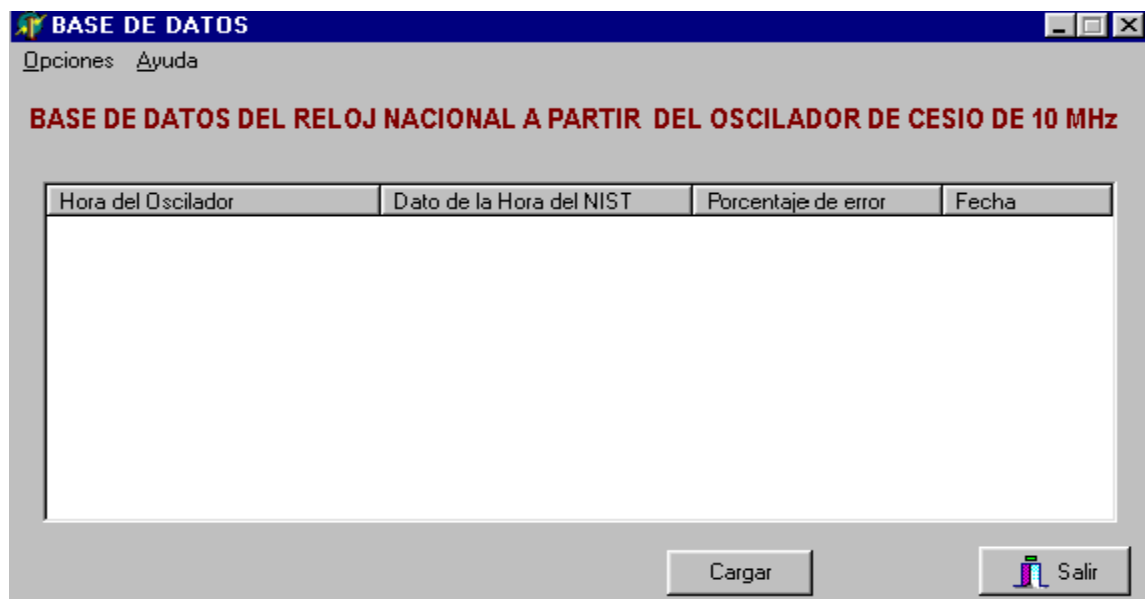 BASE DE DATOS
Opciones Ayuda
BASE DE DATOS DEL RELOJ NACIONAL A PARTIR DEL OSCILADOR DE CESIO DE 10 MHz
Hora del Oscilador Dato de la Hora del NIST Porcentaje de error Fecha
Cargar Salir